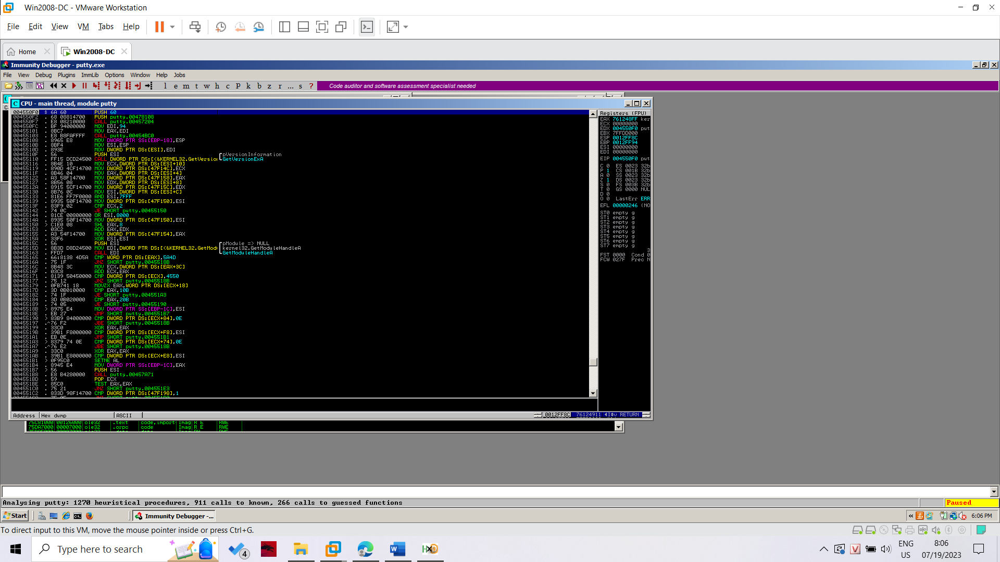 Win2008-DC - VMware Workstation
File Edit View VM Tabs Help
Home Win2008-DC
Immunity Debugger - putty.exe
File View Debug Plugins ImmLib Options Window Help Jobs
l e m t w h c P k b z r ... s ? Code auditor and software assessment specialist needed
CPU - main thread, module putty
004550F0 $ 6A 60 PUSH 60
004550F2 . 68 08814700 PUSH putty.00478108
004550F7 . E8 08210000 CALL putty.00457204
004550FC . BF 94000000 MOV EDI,94
00455101 . 8BC7 MOV EAX,EDI
00455103 . E8 B8FAFFFF CALL putty.00454BC0
00455108 . 8965 E8 MOV DWORD PTR SS:[EBP-18],ESP
0045510B . 8BF4 MOV ESI,ESP
0045510D . 893E MOV DWORD PTR DS:[ESI],EDI
0045510F . 56 PUSH ESI pVersionInformation
00455110 . FF15 DCD24500 CALL DWORD PTR DS:[<&KERNEL32.GetVersion GetVersionExA
00455116 . 8B4E 10 MOV ECX,DWORD PTR DS:[ESI+10]
00455119 . 890D 4CF14700 MOV DWORD PTR DS:[47F14C],ECX
0045511F . 8B46 04 MOV EAX,DWORD PTR DS:[ESI+4]
00455122 . A3 58F14700 MOV DWORD PTR DS:[47F158],EAX
00455127 . 8B56 08 MOV EDX,DWORD PTR DS:[ESI+8]
0045512A . 8915 5CF14700 MOV DWORD PTR DS:[47F15C],EDX
00455130 . 8B76 0C MOV ESI,DWORD PTR DS:[ESI+C]
00455133 . 81E6 FF7F0000 AND ESI,7FFF
00455139 . 8935 50F14700 MOV DWORD PTR DS:[47F150],ESI
0045513F . 83F9 02 CMP ECX,2
00455142 . 74 0C JE SHORT putty.00455150
00455144 . 81CE 00800000 OR ESI,8000
0045514A . 8935 50F14700 MOV DWORD PTR DS:[47F150],ESI
00455150 > C1E0 08 SHL EAX,8
00455153 . 03C2 ADD EAX,EDX
00455155 . A3 54F14700 MOV DWORD PTR DS:[47F154],EAX
0045515A . 33F6 XOR ESI,ESI
0045515C . 56 PUSH ESI pModule => NULL
0045515D . 8B3D D8D24500 MOV EDI,DWORD PTR DS:[<&KERNEL32.GetModu kernel32.GetModuleHandleA
00455163 . FFD7 CALL EDI GetModuleHandleA
00455165 . 66:8138 4D5A CMP WORD PTR DS:[EAX],5A4D
0045516A . 75 1F JNZ SHORT putty.0045518B
0045516C . 8B48 3C MOV ECX,DWORD PTR DS:[EAX+3C]
0045516F . 03C8 ADD ECX,EAX
00455171 . 8139 50450000 CMP DWORD PTR DS:[ECX],4550
00455177 . 75 12 JNZ SHORT putty.0045518B
00455179 . 0FB741 18 MOVZX EAX,WORD PTR DS:[ECX+18]
0045517D . 3D 0B010000 CMP EAX,10B
00455182 . 74 1F JE SHORT putty.004551A3
00455184 . 3D 0B020000 CMP EAX,20B
00455189 . 74 05 JE SHORT putty.00455190
0045518B > 8975 E4 MOV DWORD PTR SS:[EBP-1C],ESI
0045518E . EB 27 JMP SHORT putty.004551B7
00455190 > 83B9 84000000 CMP DWORD PTR DS:[ECX+84],0E
00455197 .^76 F2 JBE SHORT putty.0045518B
00455199 . 33C0 XOR EAX,EAX
0045519B . 39B1 F8000000 CMP DWORD PTR DS:[ECX+F8],ESI
004551A1 . EB 0E JMP SHORT putty.004551B1
004551A3 > 8379 74 0E CMP DWORD PTR DS:[ECX+74],0E
004551A7 .^76 E2 JBE SHORT putty.0045518B
004551A9 . 33C0 XOR EAX,EAX
004551AB . 39B1 E8000000 CMP DWORD PTR DS:[ECX+E8],ESI
004551B1 > 0F95C0 SETNE AL
004551B4 . 8945 E4 MOV DWORD PTR SS:[EBP-1C],EAX
004551B7 > 56 PUSH ESI
004551B8 . E8 B4280000 CALL putty.00457A71
004551BD . 59 POP ECX
004551BE . 85C0 TEST EAX,EAX
004551C0 . 75 21 JNZ SHORT putty.004551E3
004551C2 . 833D 98F14700 CMP DWORD PTR DS:[47F198],1
Registers (FPU)
EAX 761248FF ker
ECX 00000000
EDX 004550F0 put
EBX 7FFDD000
ESP 0012FF8C
EBP 0012FF94
ESI 00000000
EDI 00000000
EIP 004550F0 put
C 0 ES 0023 32b
P 1 CS 001B 32b
A 0 SS 0023 32b
Z 1 DS 0023 32b
S 0 FS 003B 32b
T 0 GS 0000 NUL
D 0
O 0 LastErr ERR
EFL 00000246 (NO
ST0 empty g
ST1 empty g
ST2 empty g
ST3 empty g
ST4 empty g
ST5 empty g
ST6 empty g
ST7 empty g
3
FST 0000 Cond 0
FCW 027F Prec N
Address Hex dump ASCII 0012FF8C 76124911 RETURN
75C81000 00126000 ole32 .text code,import Imag R E RWE
75DA7000 00007000 ole32 .orpc code Imag R E RWE
Analysing putty: 1270 heuristical procedures, 911 calls to known, 266 calls to guessed functions Paused
Start Immunity Debugger -... « 6:06 PM
To direct input to this VM, move the mouse pointer inside or press Ctrl+G.
Type here to search 4 W HXD ENG US 8:06 07/19/2023